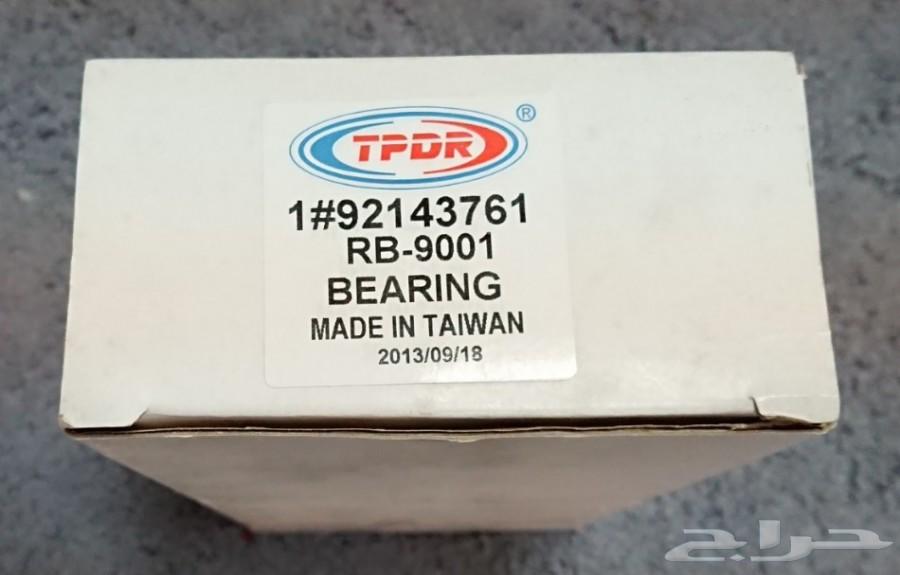 TPDR®
1#92143761
RB-9001
BEARING
MADE IN TAIWAN
2013/09/18
حراج